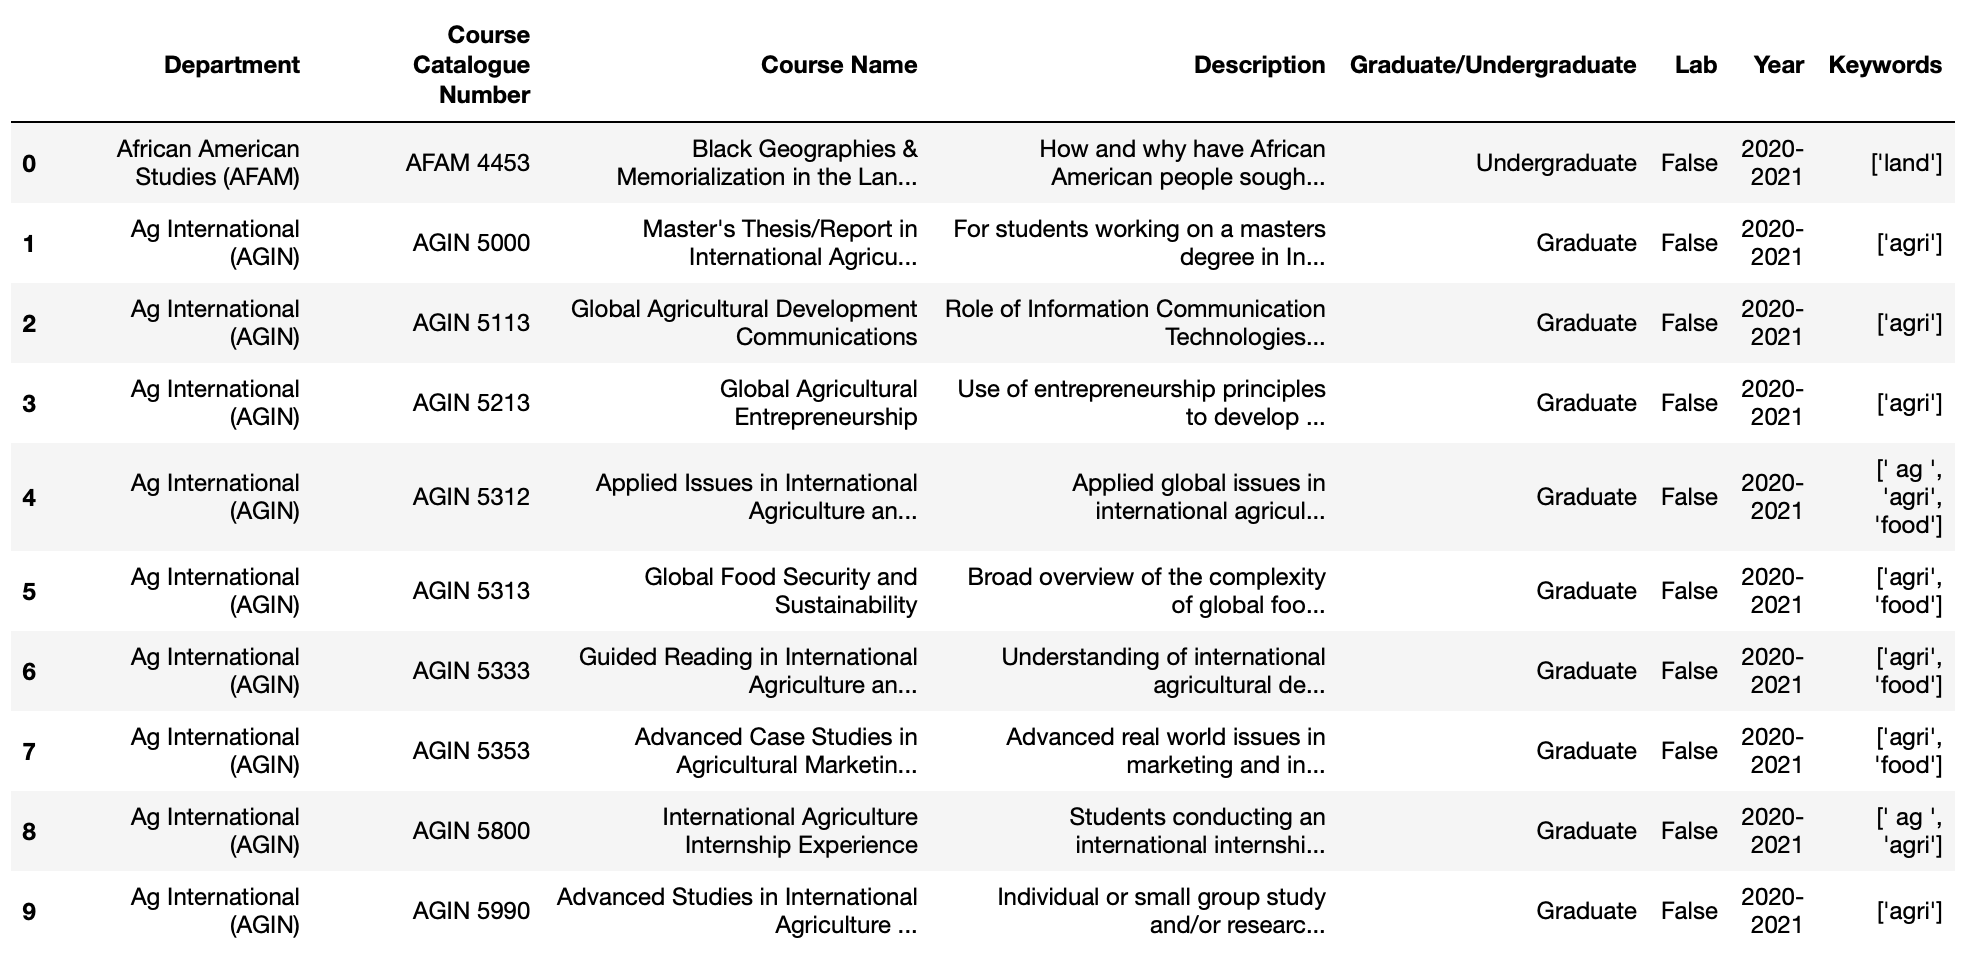 Department Course Catalogue Number Course Name Description Graduate/Undergraduate Lab Year Keywords
0 African American Studies (AFAM) AFAM 4453 Black Geographies & Memorialization in the Lan... How and why have African American people sough... Undergraduate False 2020-2021 ['land']
1 Ag International (AGIN) AGIN 5000 Master's Thesis/Report in International Agricu... For students working on a masters degree in In... Graduate False 2020-2021 ['agri']
2 Ag International (AGIN) AGIN 5113 Global Agricultural Development Communications Role of Information Communication Technologies... Graduate False 2020-2021 ['agri']
3 Ag International (AGIN) AGIN 5213 Global Agricultural Entrepreneurship Use of entrepreneurship principles to develop ... Graduate False 2020-2021 ['agri']
4 Ag International (AGIN) AGIN 5312 Applied Issues in International Agriculture an... Applied global issues in international agricul... Graduate False 2020-2021 [' ag ', 'agri', 'food']
5 Ag International (AGIN) AGIN 5313 Global Food Security and Sustainability Broad overview of the complexity of global foo... Graduate False 2020-2021 ['agri', 'food']
6 Ag International (AGIN) AGIN 5333 Guided Reading in International Agriculture an... Understanding of international agricultural de... Graduate False 2020-2021 ['agri', 'food']
7 Ag International (AGIN) AGIN 5353 Advanced Case Studies in Agricultural Marketin... Advanced real world issues in marketing and in... Graduate False 2020-2021 ['agri', 'food']
8 Ag International (AGIN) AGIN 5800 International Agriculture Internship Experience Students conducting an international internshi... Graduate False 2020-2021 [' ag ', 'agri']
9 Ag International (AGIN) AGIN 5990 Advanced Studies in International Agriculture ... Individual or small group study and/or researc... Graduate False 2020-2021 ['agri']